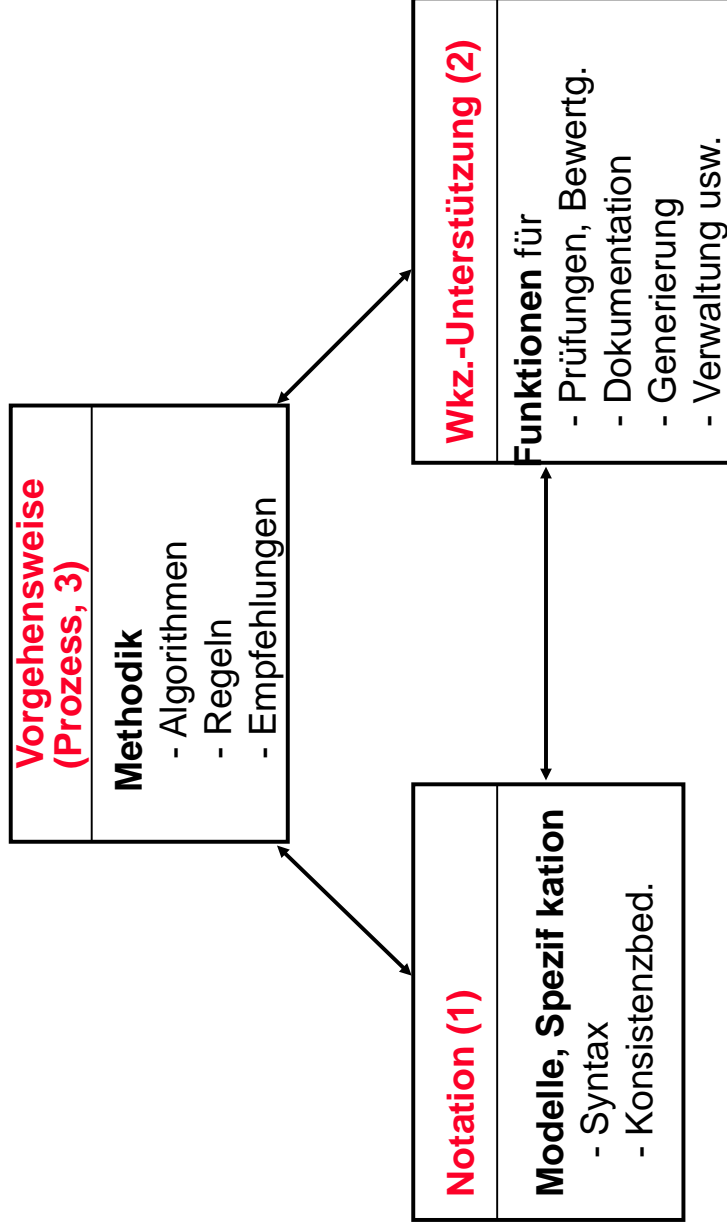 Vorgehensweise
(Prozess, 3)
Methodik
- Algorithmen
- Regeln
- Empfehlungen
Notation (1)
Modelle, Spezif kation
- Syntax
- Konsistenzbed.
Wkz.-Unterstützung (2)
Funktionen für
- Prüfungen, Bewertg.
- Dokumentation
- Generierung
- Verwaltung usw.